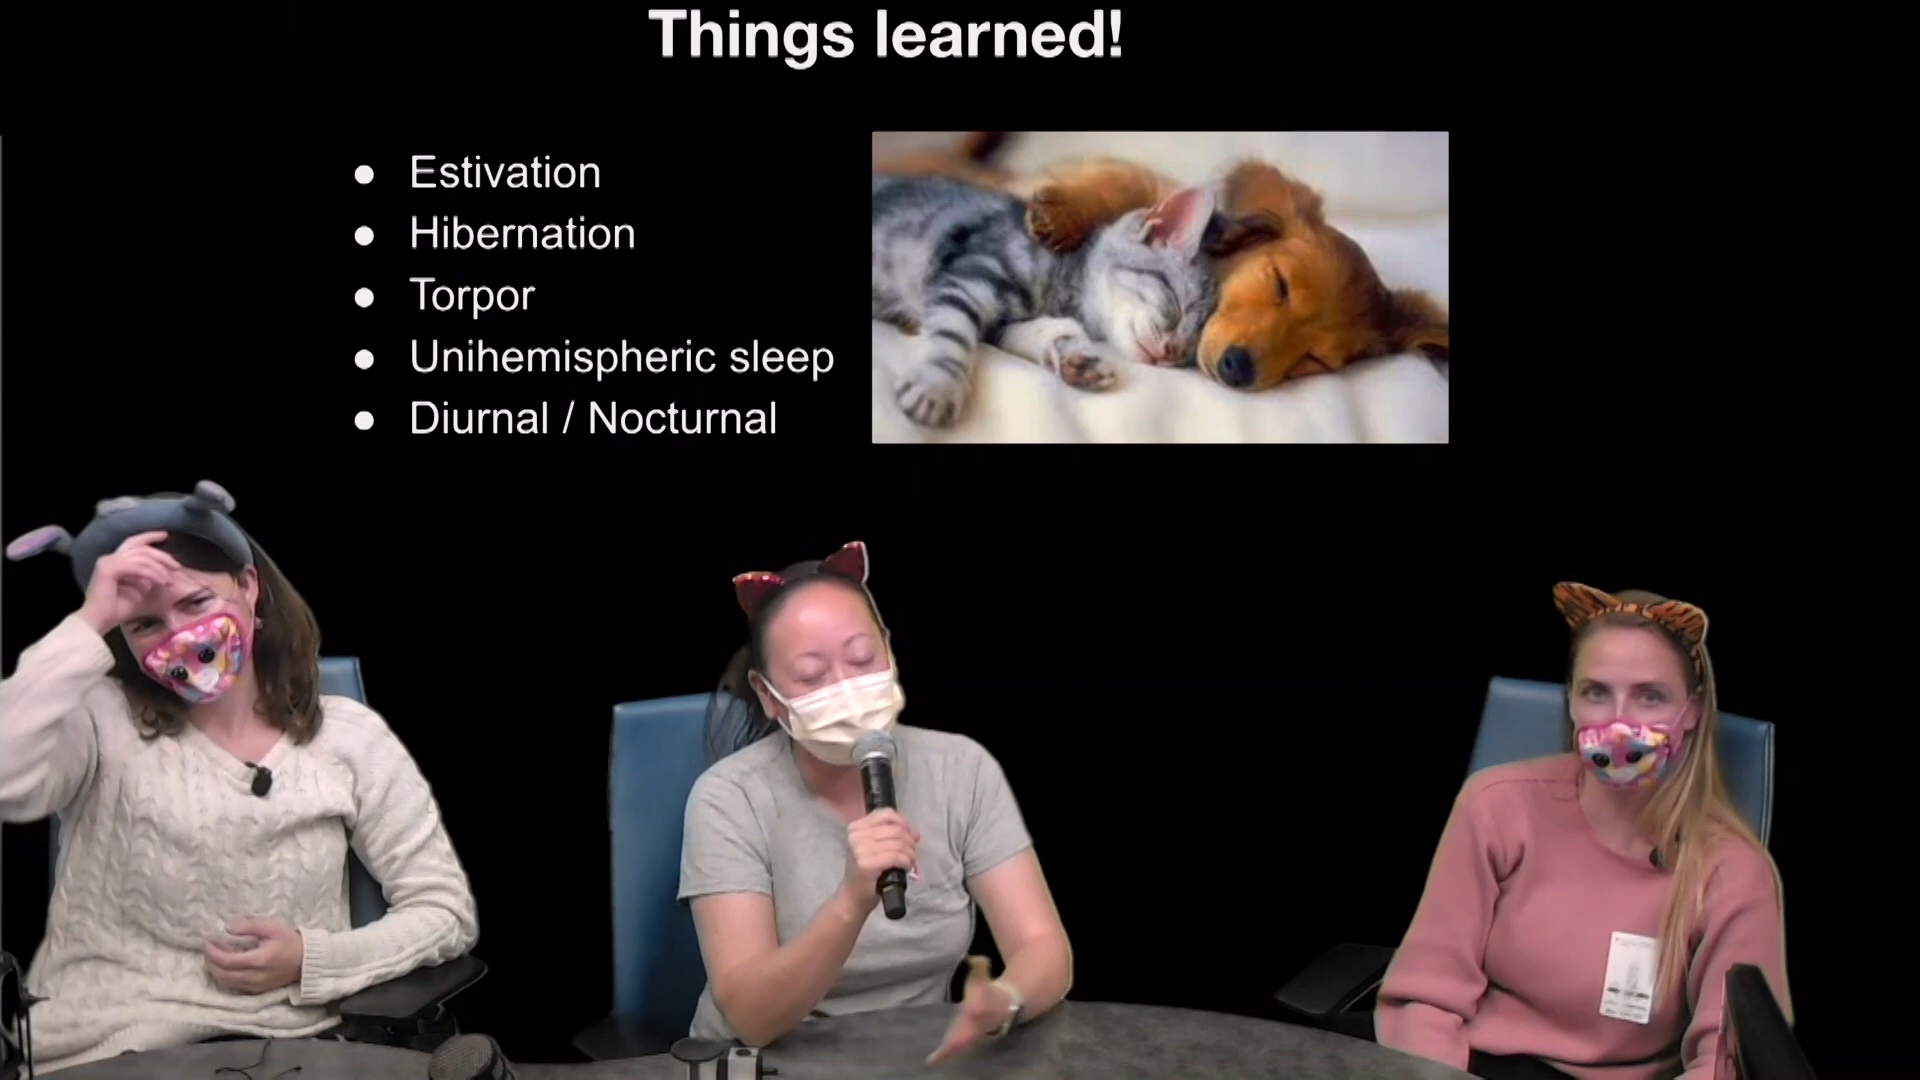 Things learned!
● Estivation
● Hibernation
● Torpor
● Unihemispheric sleep
● Diurnal / Nocturnal